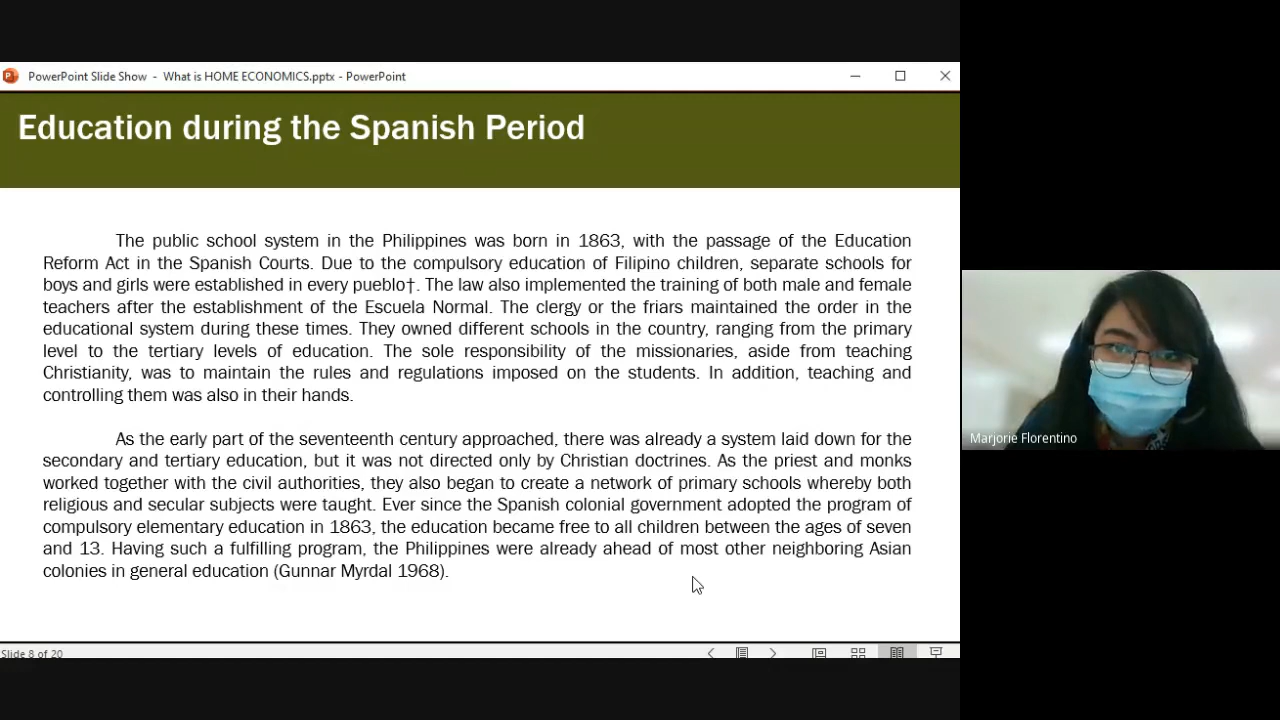 PowerPoint Slide Show - What is HOME ECONOMICS.pptx - PowerPoint
Education during the Spanish Period
The public school system in the Philippines was born in 1863, with the passage of the Education
Reform Act in the Spanish Courts. Due to the compulsory education of Filipino children, separate schools for
boys and girls were established in every pueblo†. The law also implemented the training of both male and female
teachers after the establishment of the Escuela Normal. The clergy or the friars maintained the order in the
educational system during these times. They owned different schools in the country, ranging from the primary
level to the tertiary levels of education. The sole responsibility of the missionaries, aside from teaching
Christianity, was to maintain the rules and regulations imposed on the students. In addition, teaching and
controlling them was also in their hands.
As the early part of the seventeenth century approached, there was already a system laid down for the
secondary and tertiary education, but it was not directed only by Christian doctrines. As the priest and monks
worked together with the civil authorities, they also began to create a network of primary schools whereby both
religious and secular subjects were taught. Ever since the Spanish colonial government adopted the program of
compulsory elementary education in 1863, the education became free to all children between the ages of seven
and 13. Having such a fulfilling program, the Philippines were already ahead of most other neighboring Asian
colonies in general education (Gunnar Myrdal 1968).
Slide 8 of 20
Marjorie Florentino